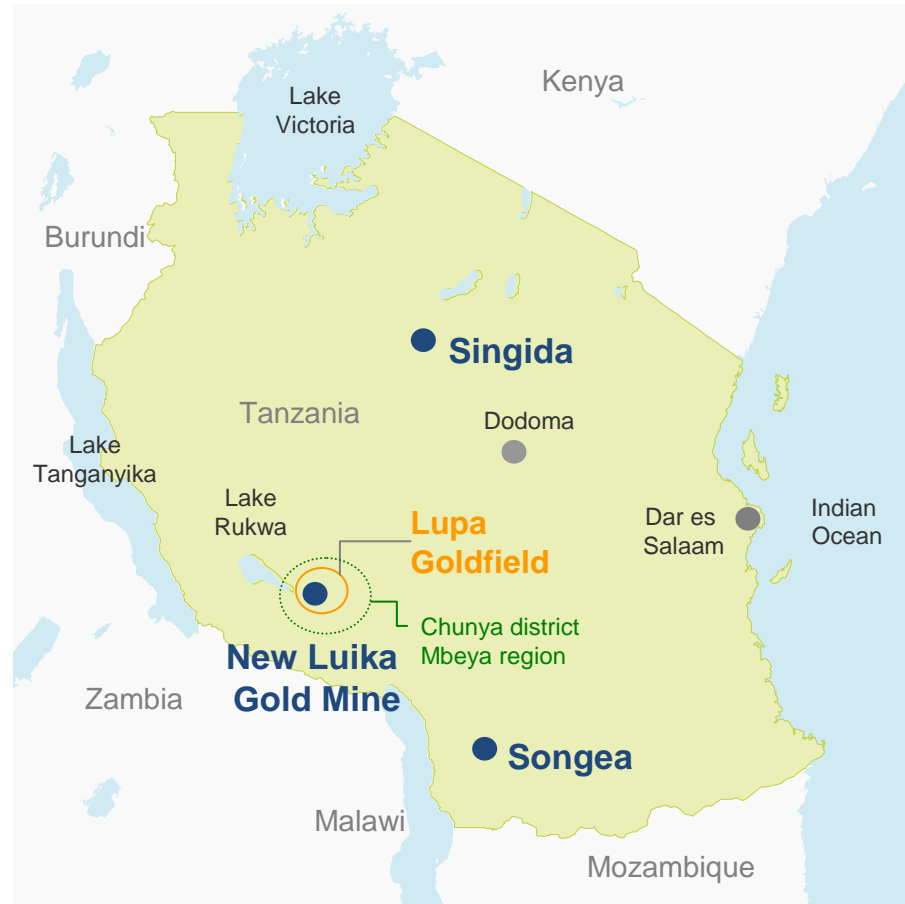 Kenya
Lake
Victoria
Burundi
Singida
Tanzania
Dodoma
Lake
Tanganyika
Lake
Rukwa
Lupa
Goldfield
Dar es
Salaam
Indian
Ocean
Chunya district
Mbeya region
New Luika
Gold Mine
Zambia
Songea
Malawi
Mozambique